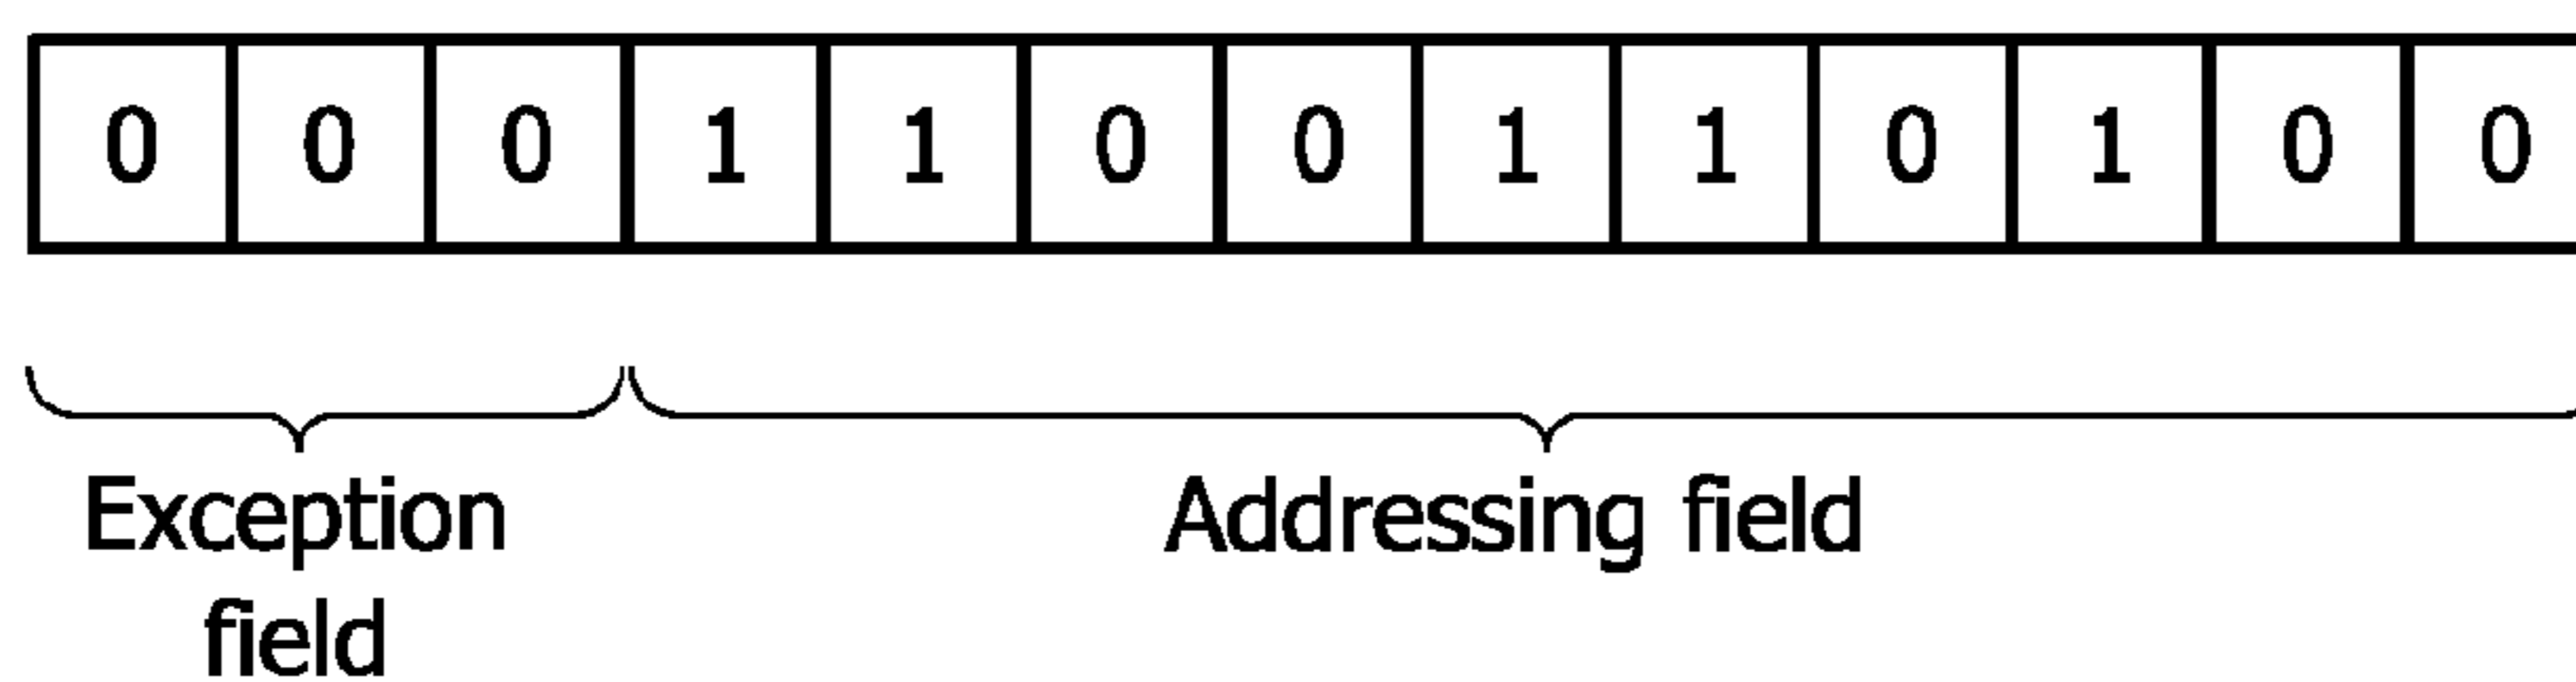 0 0 0 1 1 0 0 1 1 0 1 0 0
Exception Addressing field
field